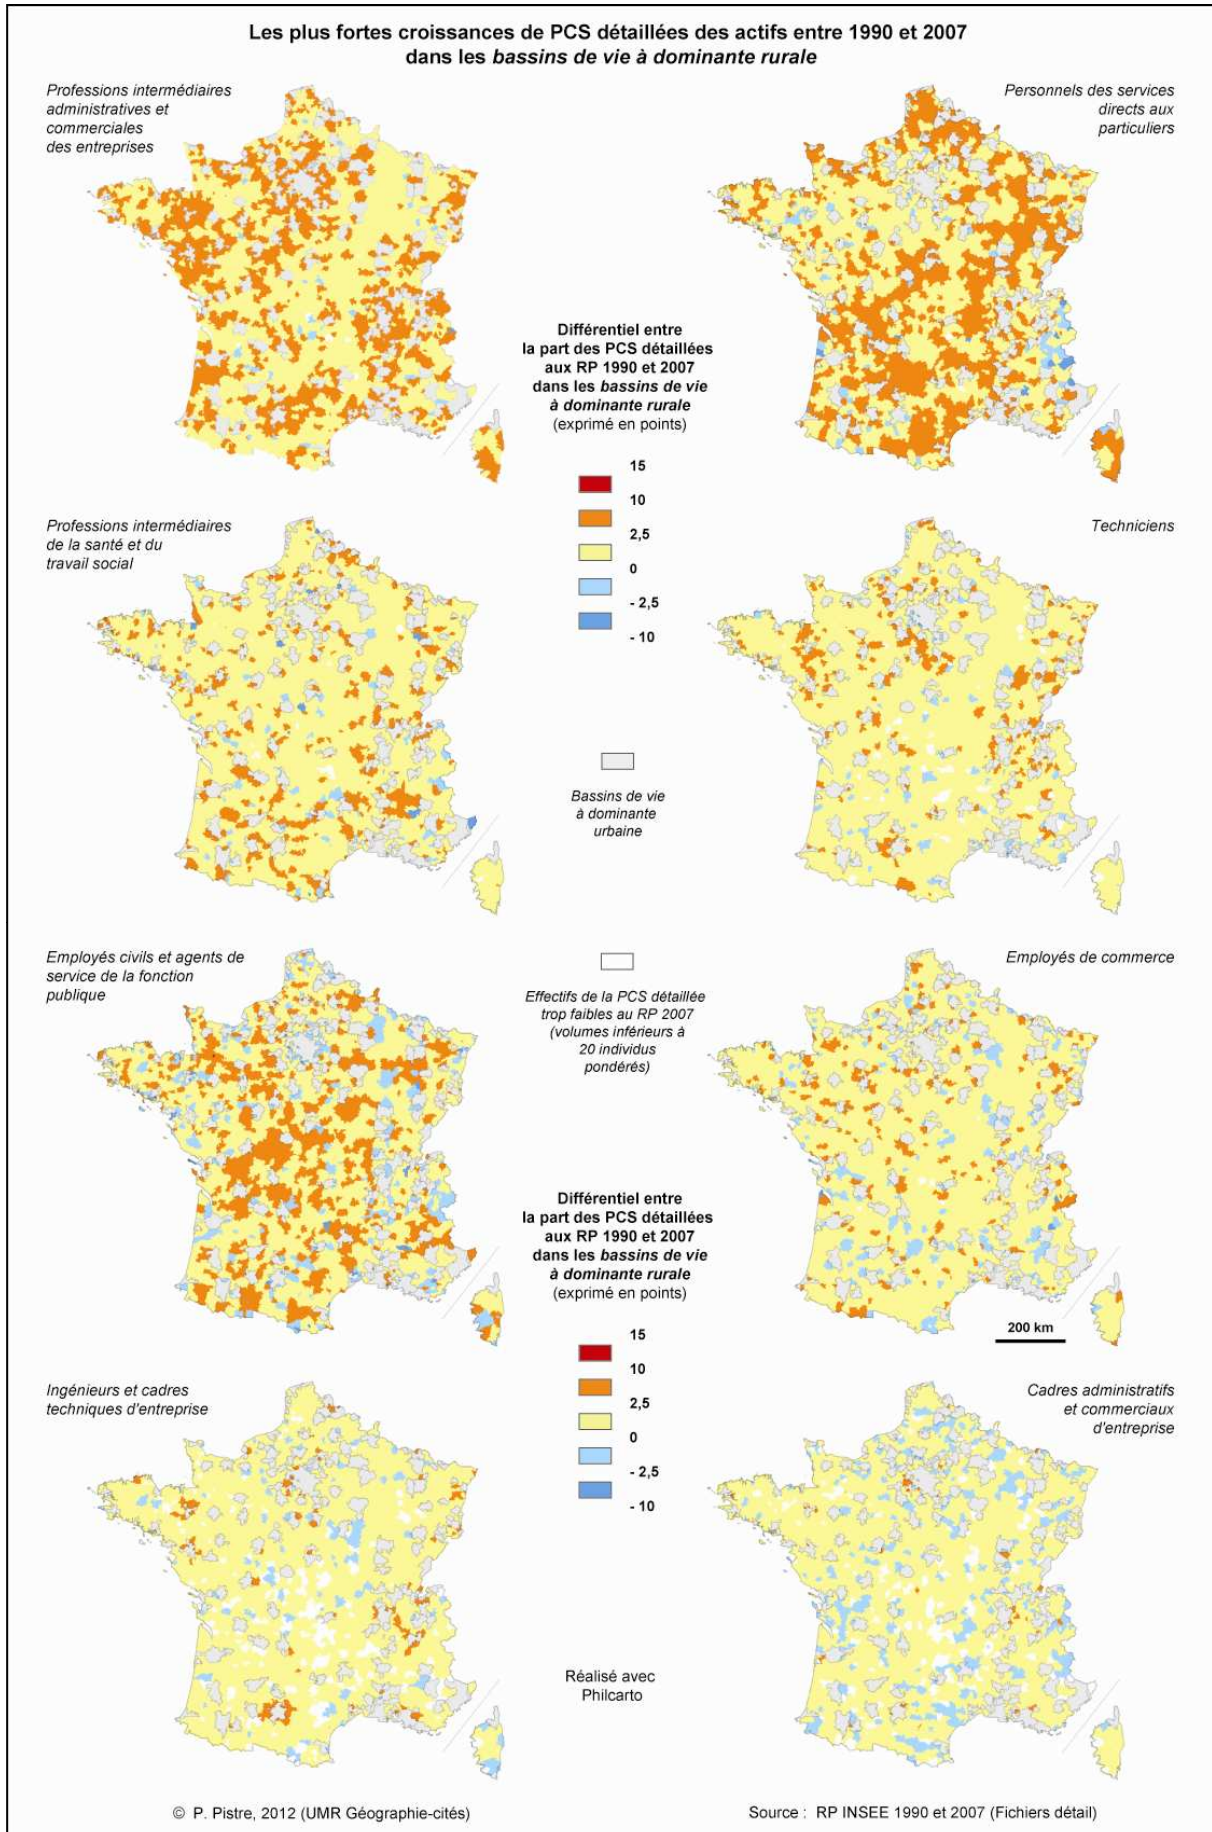 Les plus fortes croissances de PCS détaillées des actifs entre 1990 et 2007
dans les bassins de vie à dominante rurale
Professions intermédiaires
administratives et
commerciales
des entreprises
Personnels des services
directs aux
particuliers
Différentiel entre
la part des PCS détaillées
aux RP 1990 et 2007
dans les bassins de vie
à dominante rurale
(exprimé en points)
15
10
2,5
0
- 2,5
- 10
Professions intermédiaires
de la santé et du
travail social
Techniciens
Bassins de vie
à dominante
urbaine
Employés civils et agents de
service de la fonction
publique
Effectifs de la PCS détaillée
trop faibles au RP 2007
(volumes inférieurs à
20 individus
pondérés)
Employés de commerce
Différentiel entre
la part des PCS détaillées
aux RP 1990 et 2007
dans les bassins de vie
à dominante rurale
(exprimé en points)
200 km
15
10
2,5
0
- 2,5
- 10
Ingénieurs et cadres
techniques d'entreprise
Cadres administratifs
et commerciaux
d'entreprise
Réalisé avec
Philcarto
© P. Pistre, 2012 (UMR Géographie-cités)
Source : RP INSEE 1990 et 2007 (Fichiers détail)